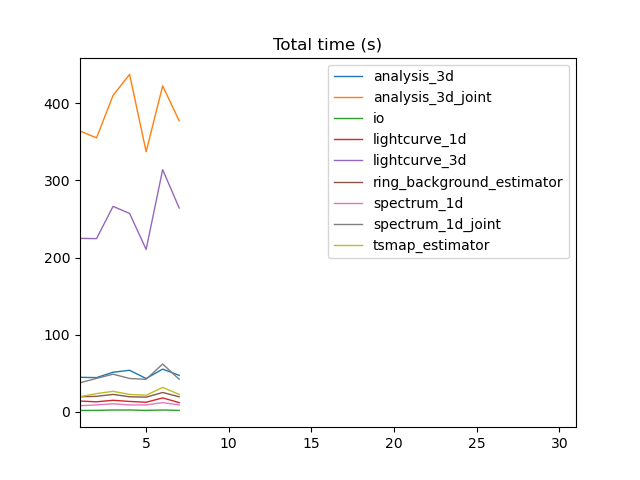 Total time (s)
400
300
200
100
0
analysis_3d
analysis_3d_joint
io
lightcurve_1d
lightcurve_3d
ring_background_estimator
spectrum_1d
spectrum_1d_joint
tsmap_estimator
5
10
15
20
25
30